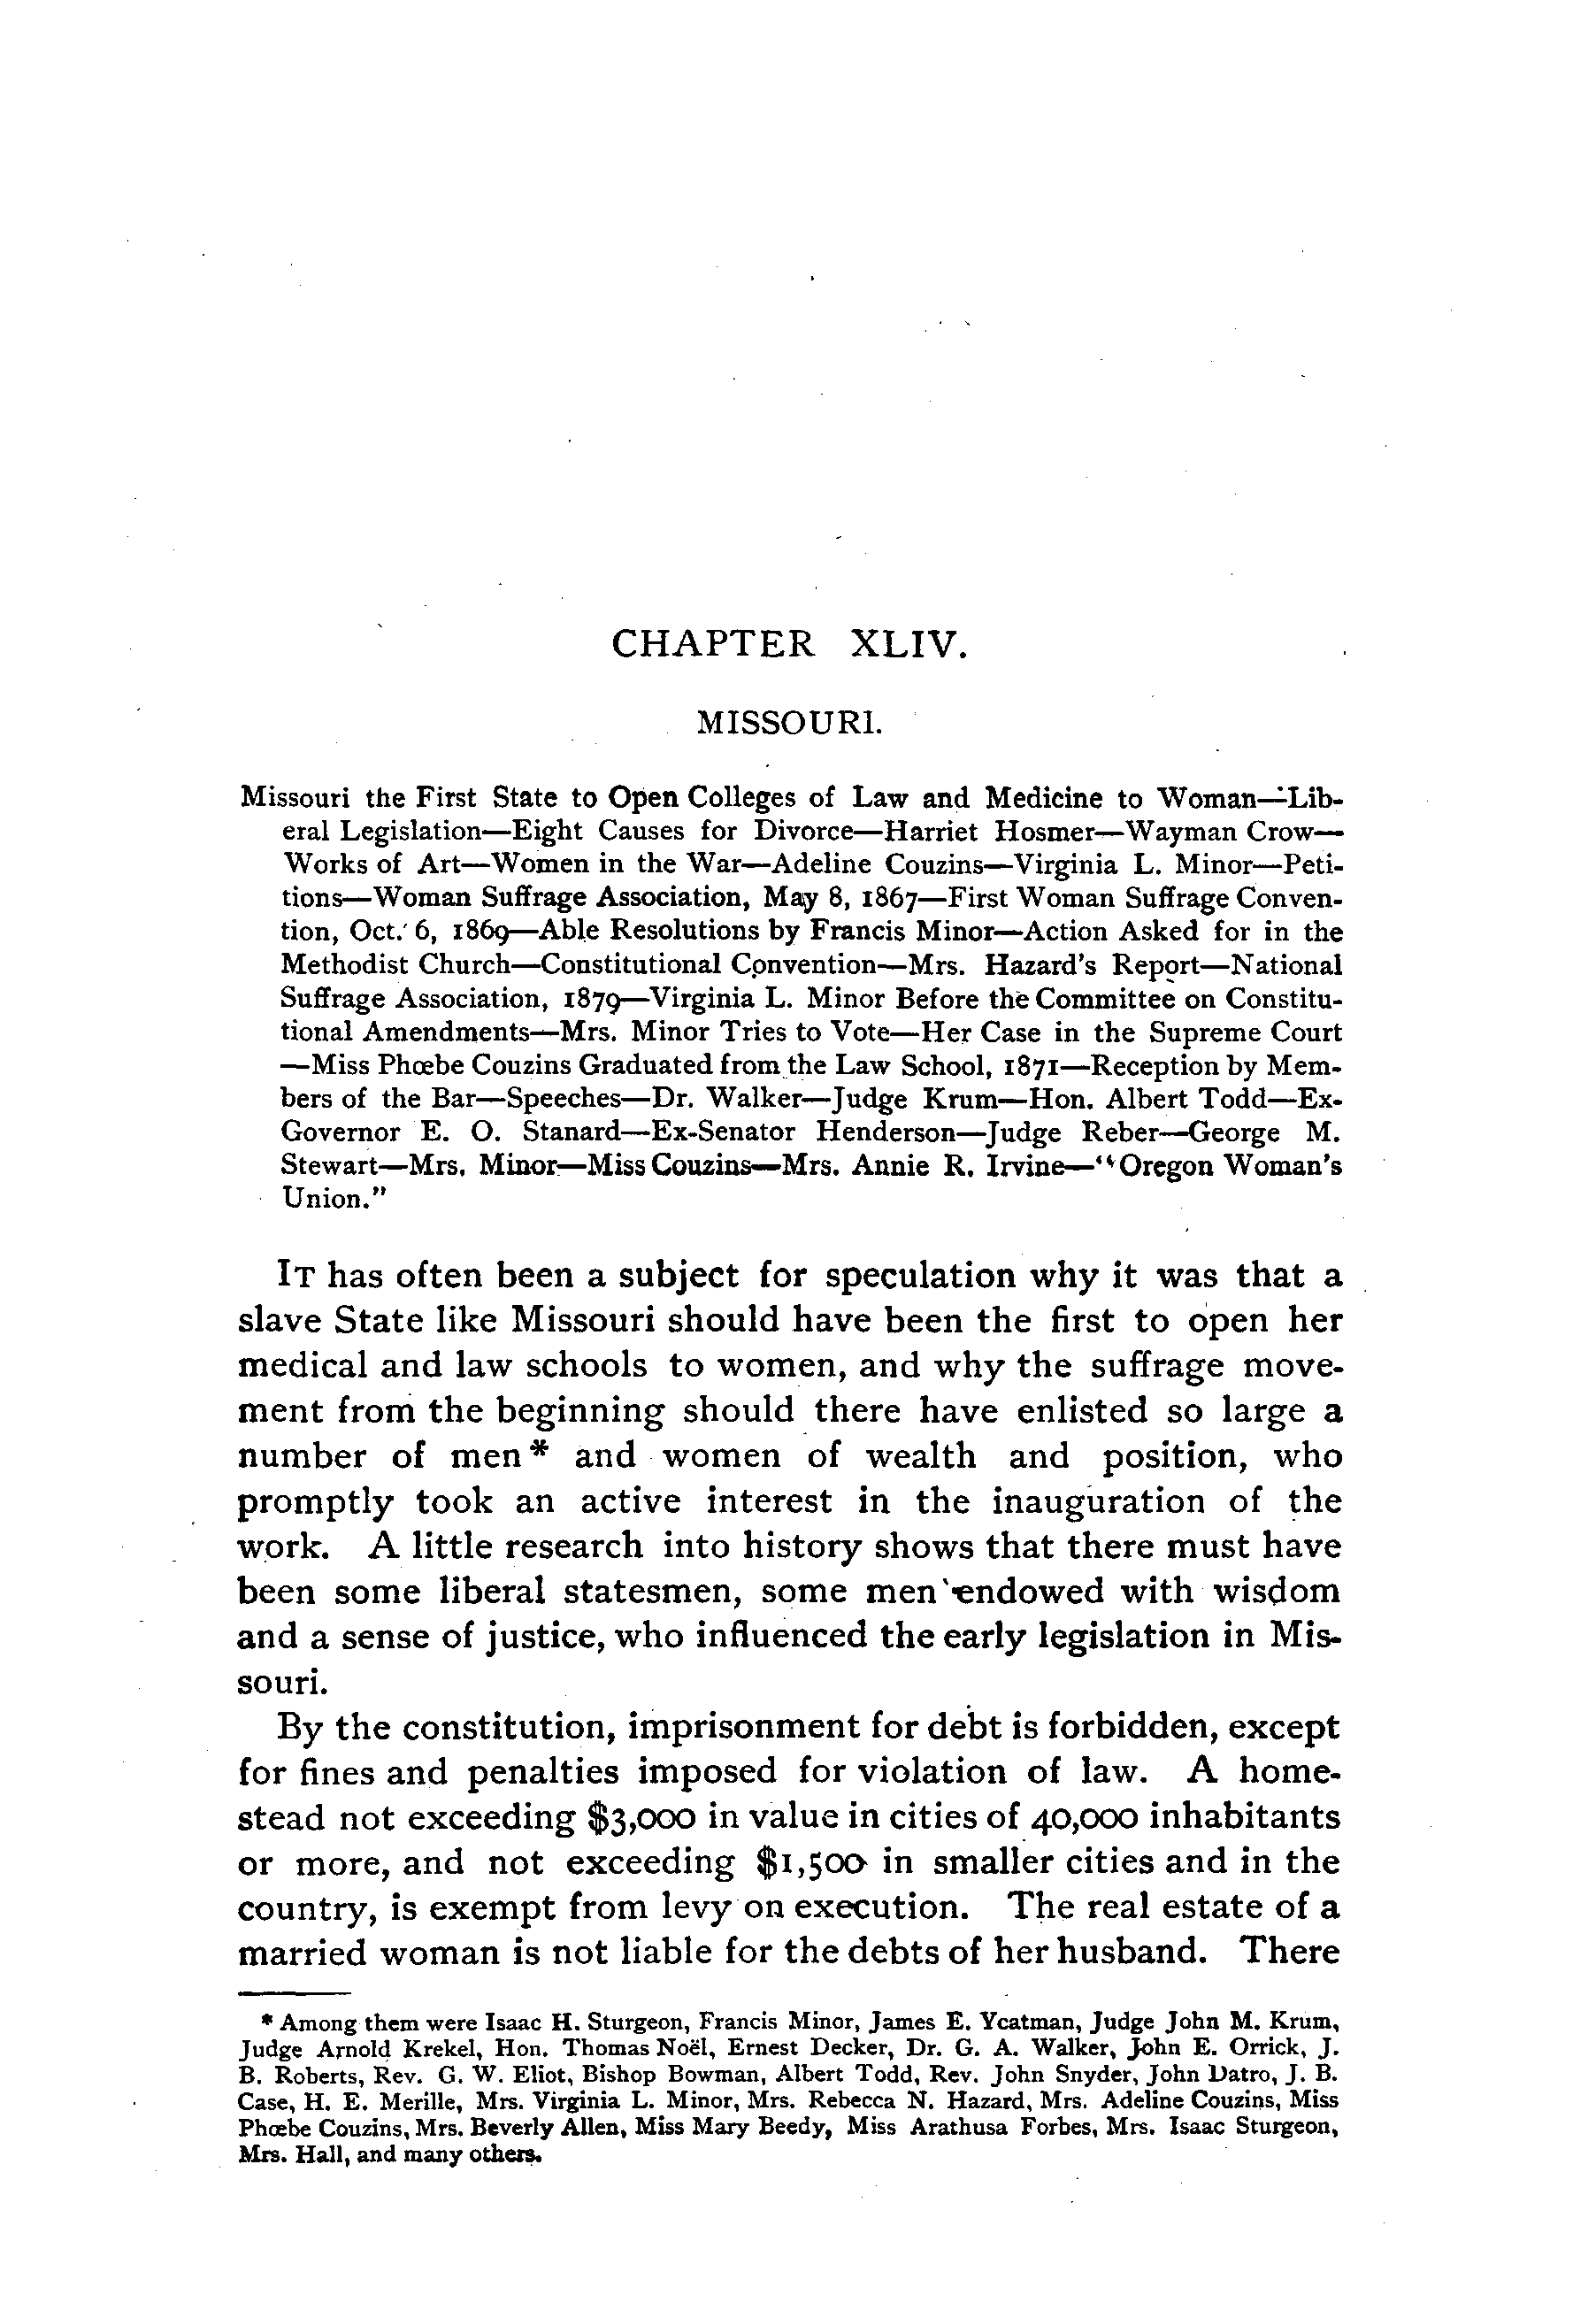 CHAPTER XLIV.
MISSOURI.
Missouri the First State to Open Colleges of Law and Medicine to Woman—Lib-
eral Legislation—Eight Causes for Divorce—Harriet Hosmer—Wayman Crow—
Works of Art—Women in the War—Adeline Couzins—Virginia L. Minor—Peti-
tions—Woman Suffrage Association, May 8, 1867—First Woman Suffrage Conven-
tion, Oct. 6, 1869—Able Resolutions by Francis Minor—Action Asked for in the
Methodist Church—Constitutional Convention—Mrs. Hazard's Report—National
Suffrage Association, 1879—Virginia L. Minor Before the Committee on Constitu-
tional Amendments—Mrs. Minor Tries to Vote—Her Case in the Supreme Court
—Miss Phœbe Couzins Graduated from the Law School, 1871—Reception by Mem-
bers of the Bar—Speeches—Dr. Walker—Judge Krum—Hon. Albert Todd—Ex-
Governor E. O. Stanard—Ex-Senator Henderson—Judge Reber—George M.
Stewart—Mrs. Minor—Miss Couzins—Mrs. Annie R. Irvine—"Oregon Woman's
Union."
IT has often been a subject for speculation why it was that a
slave State like Missouri should have been the first to open her
medical and law schools to women, and why the suffrage move-
ment from the beginning should there have enlisted so large a
number of men* and women of wealth and position, who
promptly took an active interest in the inauguration of the
work. A little research into history shows that there must have
been some liberal statesmen, some men endowed with wisdom
and a sense of justice, who influenced the early legislation in Mis-
souri.
By the constitution, imprisonment for debt is forbidden, except
for fines and penalties imposed for violation of law. A home-
stead not exceeding $3,000 in value in cities of 40,000 inhabitants
or more, and not exceeding $1,500 in smaller cities and in the
country, is exempt from levy on execution. The real estate of a
married woman is not liable for the debts of her husband. There
* Among them were Isaac H. Sturgeon, Francis Minor, James E. Yeatman, Judge John M. Krum,
Judge Arnold Krekel, Hon. Thomas Noël, Ernest Decker, Dr. G. A. Walker, John E. Orrick, J.
B. Roberts, Rev. G. W. Eliot, Bishop Bowman, Albert Todd, Rev. John Snyder, John Datro, J. B.
Case, H. E. Merille, Mrs. Virginia L. Minor, Mrs. Rebecca N. Hazard, Mrs. Adeline Couzins, Miss
Phœbe Couzins, Mrs. Beverly Allen, Miss Mary Beedy, Miss Arathusa Forbes, Mrs. Isaac Sturgeon,
Mrs. Hall, and many others.